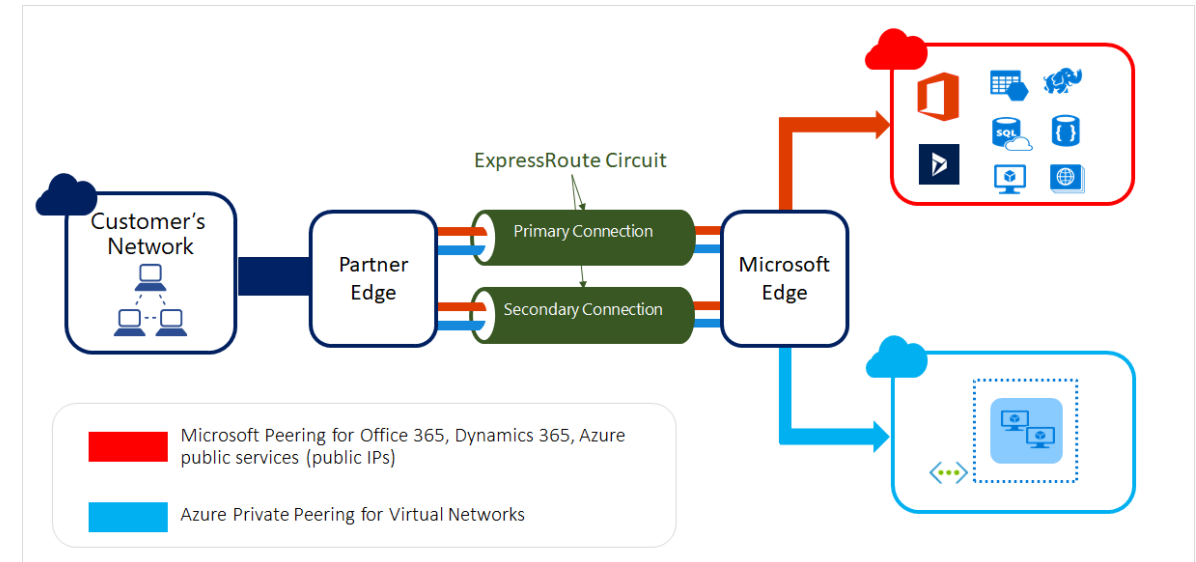 ExpressRoute Circuit
Customer's
Network
Partner
Edge
Primary Connection
Secondary Connection
Microsoft
Edge
SQL
Microsoft Peering for Office 365, Dynamics 365, Azure
public services (public IPs)
Azure Private Peering for Virtual Networks